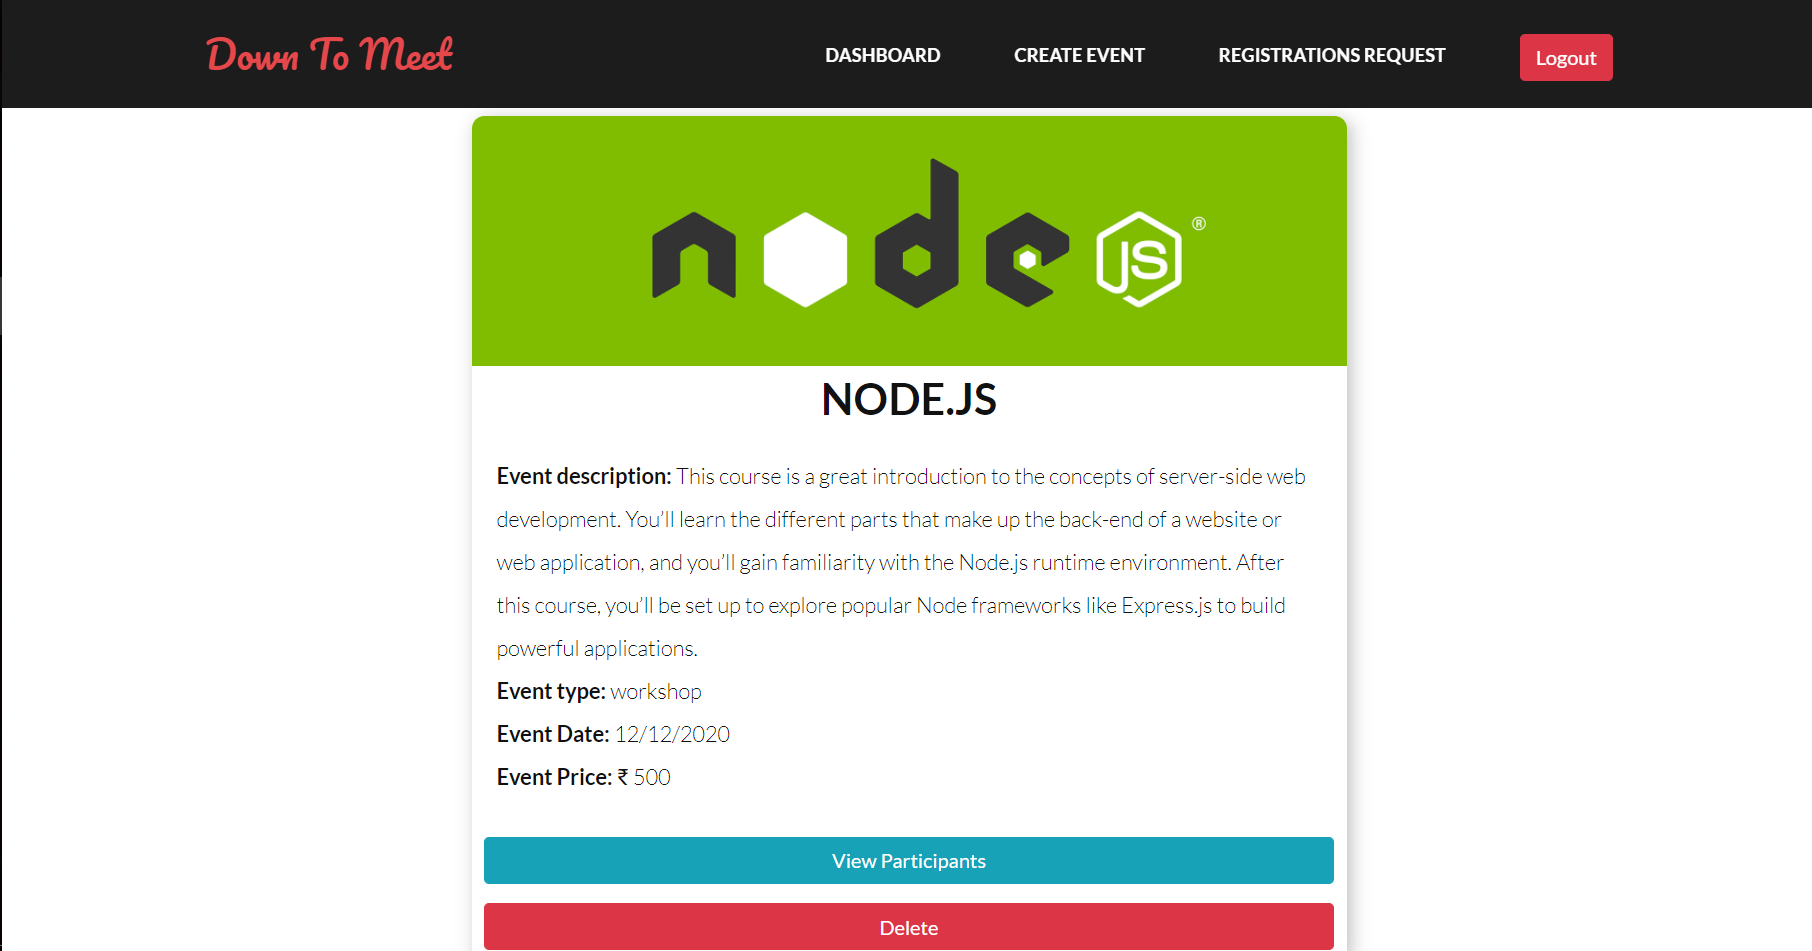 Down To Meet
DASHBOARD
CREATE EVENT
REGISTRATIONS REQUEST
Logout
node JS ®
NODE.JS
Event description: This course is a great introduction to the concepts of server-side web
development. You’ll learn the different parts that make up the back-end of a website or
web application, and you’ll gain familiarity with the Node.js runtime environment. After
this course, you’ll be set up to explore popular Node frameworks like Express.js to build
powerful applications.
Event type: workshop
Event Date: 12/12/2020
Event Price: ₹ 500
View Participants
Delete